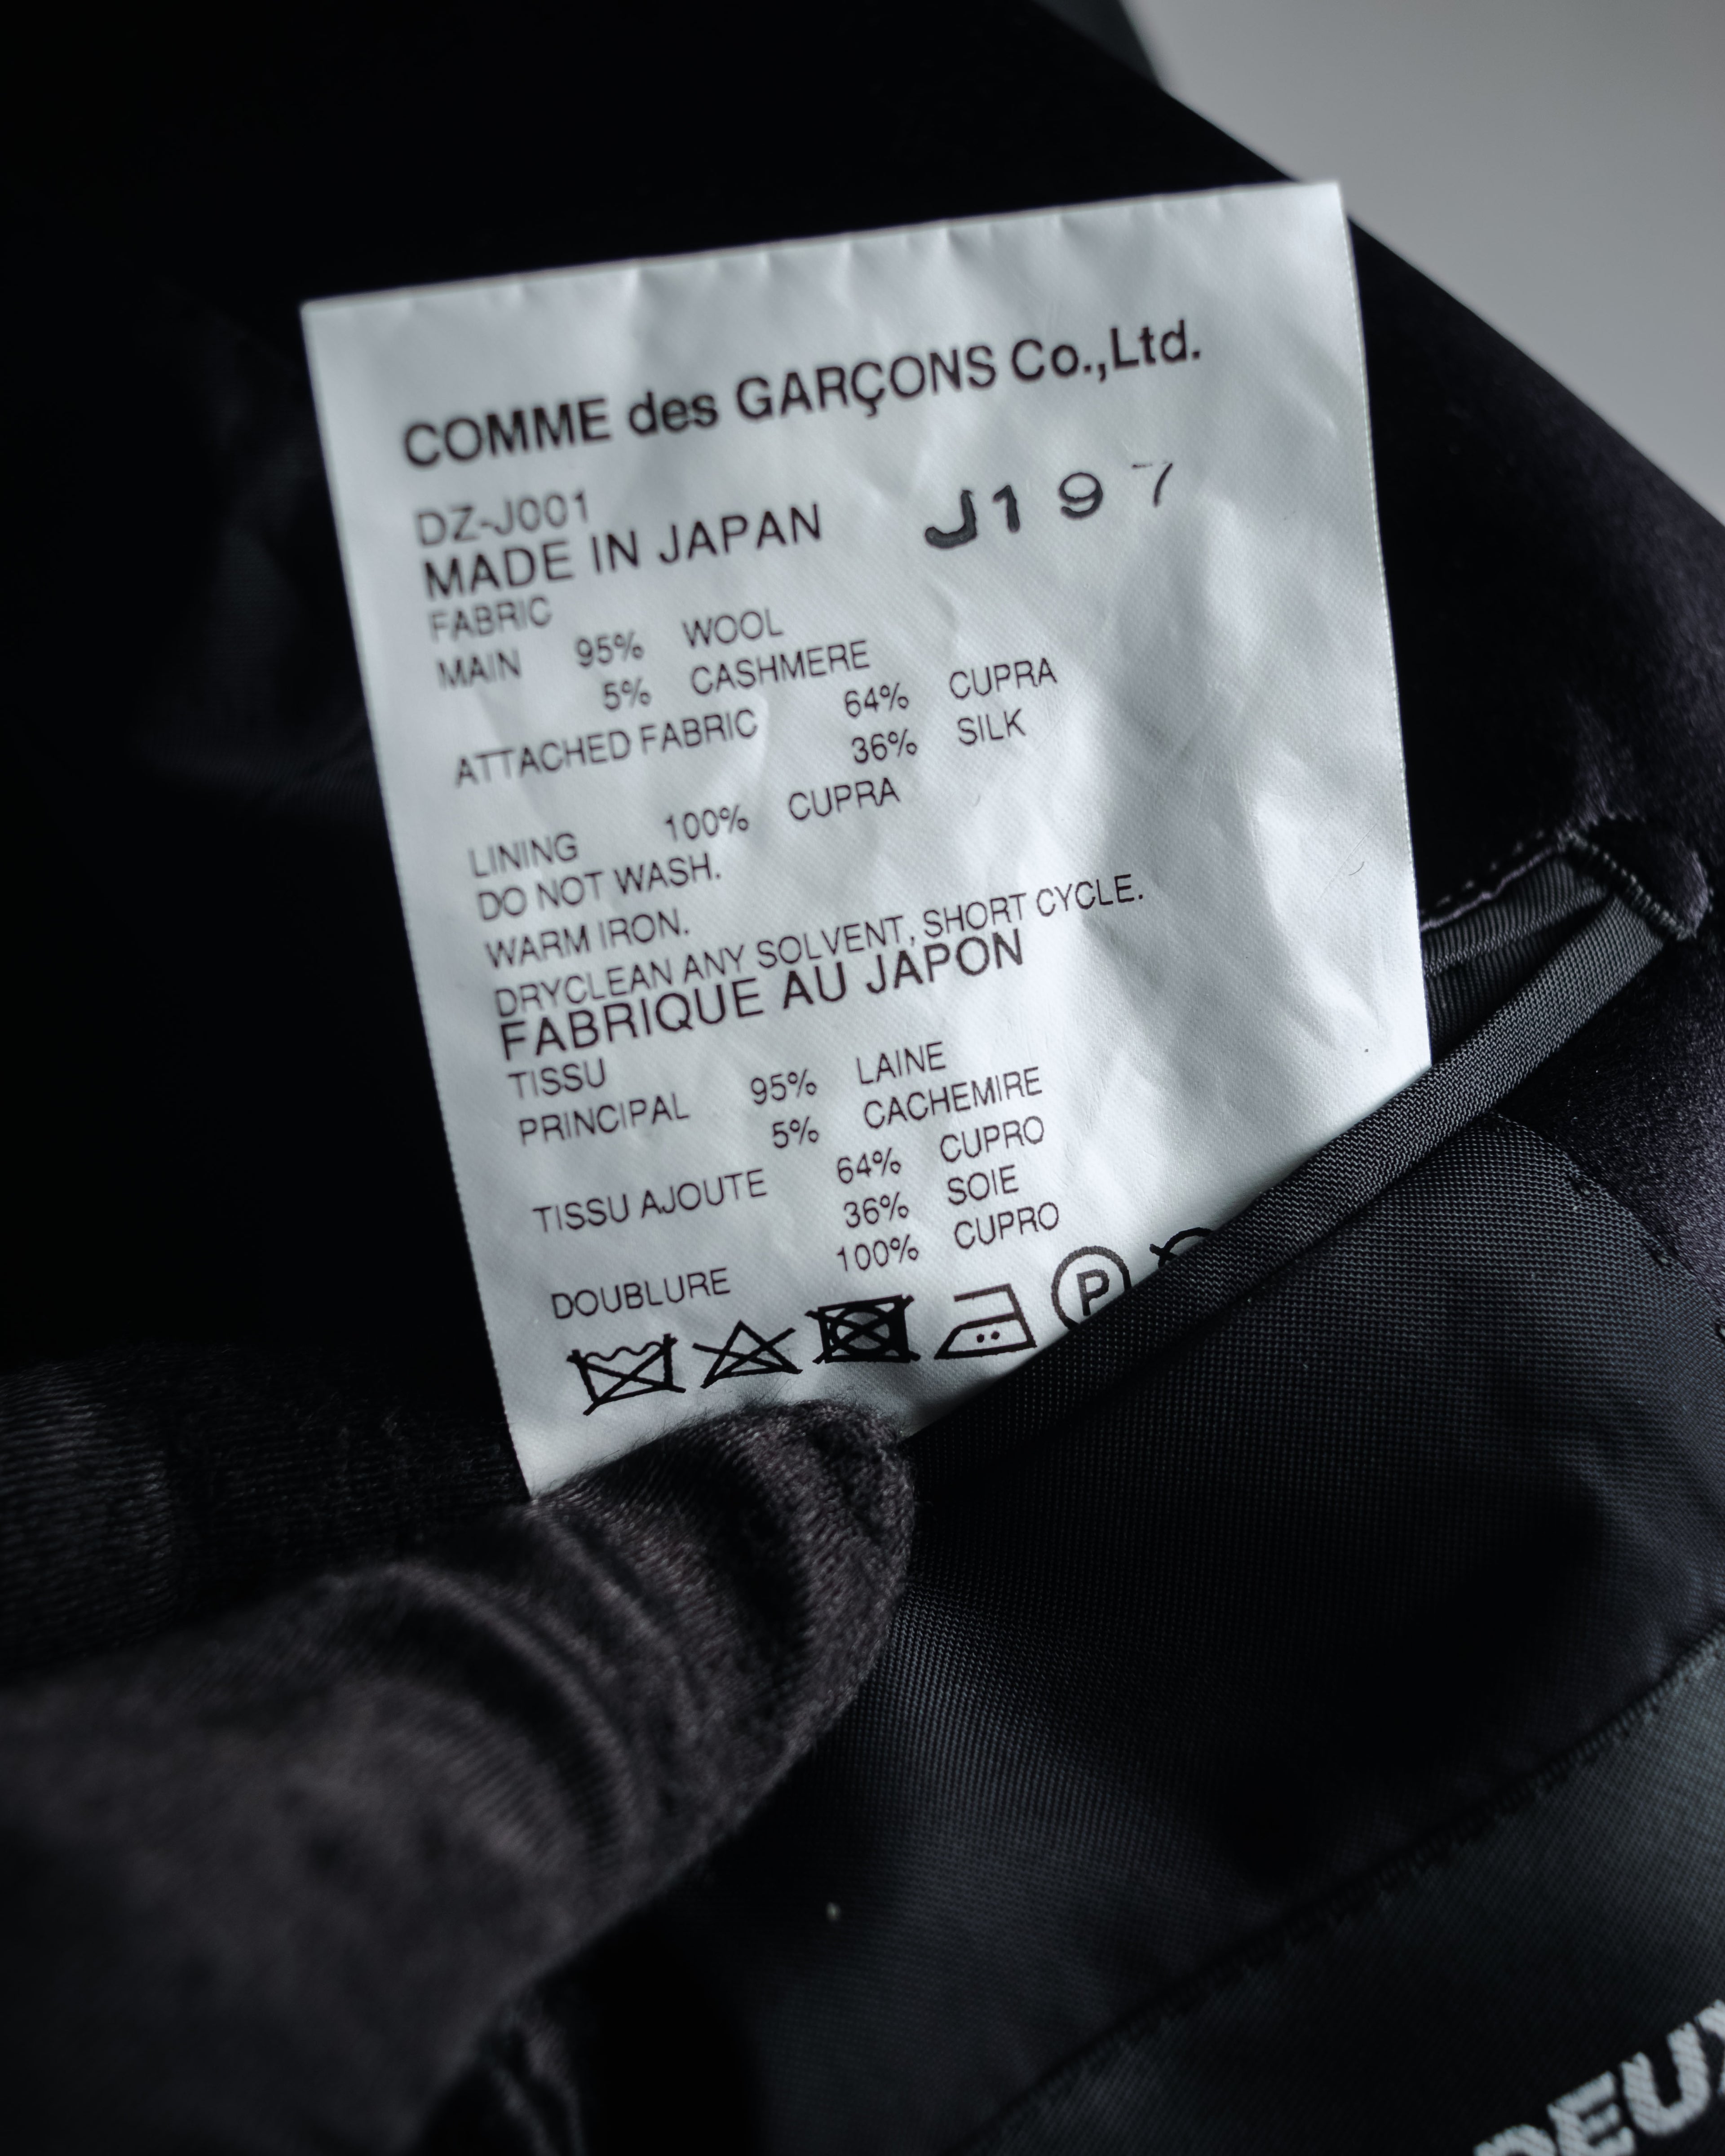 COMME des GARÇONS Co.,Ltd.
DZ-J001
MADE IN JAPAN J197
FABRIC
MAIN 95% WOOL
5% CASHMERE
ATTACHED FABRIC 64% CUPRA
36% SILK
LINING 100% CUPRA
DO NOT WASH.
WARM IRON.
DRYCLEAN ANY SOLVENT, SHORT CYCLE.
FABRIQUE AU JAPON
TISSU
PRINCIPAL 95% LAINE
5% CACHEMIRE
TISSU AJOUTE 64% CUPRO
36% SOIE
DOUBLURE 100% CUPRO
P